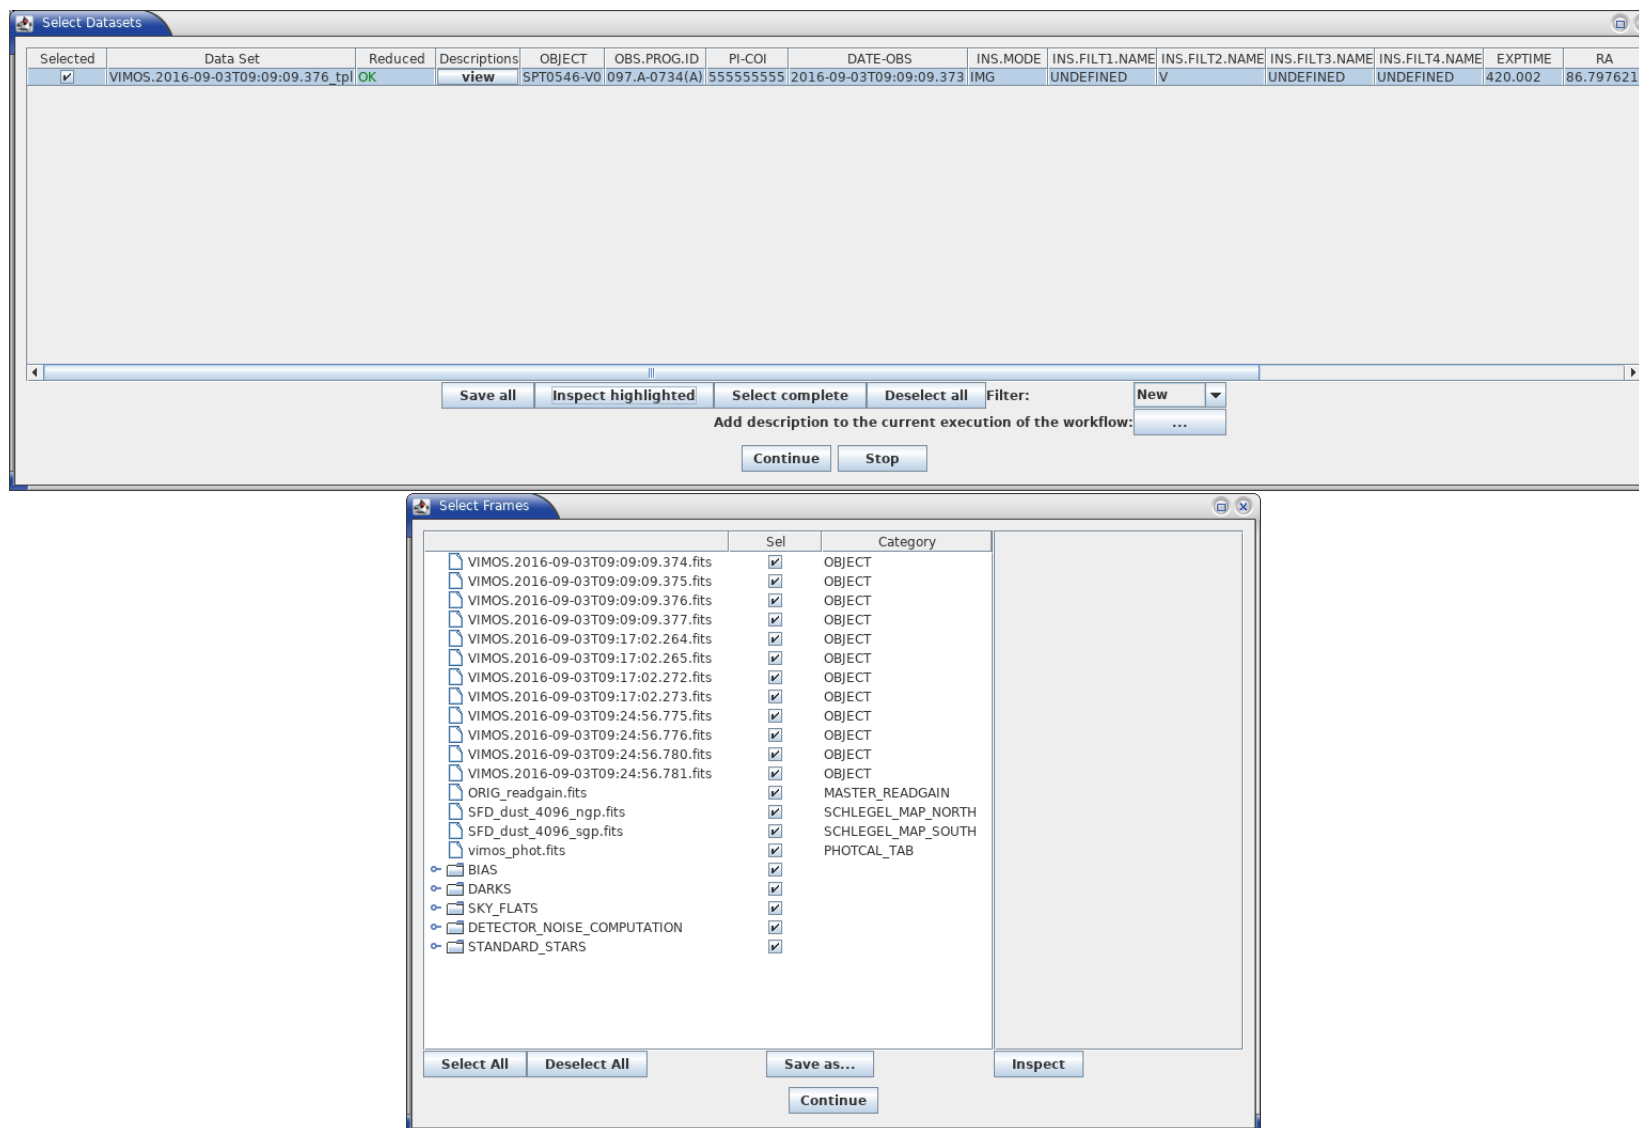 Select Datasets
Selected Data Set Reduced Descriptions OBJECT OBS.PROG.ID PI-COI DATE-OBS INS.MODE INS.FILT1.NAME INS.FILT2.NAME INS.FILT3.NAME INS.FILT4.NAME EXPTIME RA
VIMOS.2016-09-03T09:09:09.376_tpl OK view SPT0546-V0 097.A-0734(A) 555555555 2016-09-03T09:09:09.373 IMG UNDEFINED V UNDEFINED UNDEFINED 420.002 86.797621
Save all Inspect highlighted Select complete Deselect all Filter: New
Add description to the current execution of the workflow: ...
Continue Stop
Select Frames
Sel Category
VIMOS.2016-09-03T09:09:09.374.fits OBJECT
VIMOS.2016-09-03T09:09:09.375.fits OBJECT
VIMOS.2016-09-03T09:09:09.376.fits OBJECT
VIMOS.2016-09-03T09:09:09.377.fits OBJECT
VIMOS.2016-09-03T09:17:02.264.fits OBJECT
VIMOS.2016-09-03T09:17:02.265.fits OBJECT
VIMOS.2016-09-03T09:17:02.272.fits OBJECT
VIMOS.2016-09-03T09:17:02.273.fits OBJECT
VIMOS.2016-09-03T09:24:56.775.fits OBJECT
VIMOS.2016-09-03T09:24:56.776.fits OBJECT
VIMOS.2016-09-03T09:24:56.780.fits OBJECT
VIMOS.2016-09-03T09:24:56.781.fits OBJECT
ORIG_readgain.fits MASTER_READGAIN
SFD_dust_4096_ngp.fits SCHLEGEL_MAP_NORTH
SFD_dust_4096_sgp.fits SCHLEGEL_MAP_SOUTH
vimos_phot.fits PHOTCAL_TAB
BIAS
DARKS
SKY_FLATS
DETECTOR_NOISE_COMPUTATION
STANDARD_STARS
Select All Deselect All Save as... Inspect
Continue